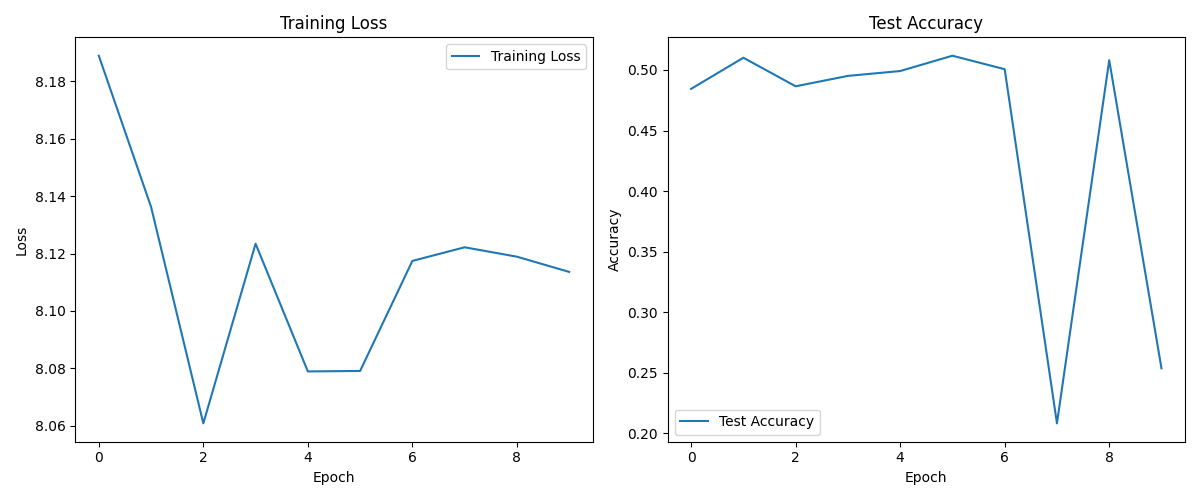 Training Loss
Training Loss
8.18
8.16
8.14
8.12
8.10
8.08
8.06
Loss
0 2 4 6 8
Epoch
Test Accuracy
0.50
0.45
0.40
0.35
0.30
0.25
0.20
Accuracy
Test Accuracy
0 2 4 6 8
Epoch